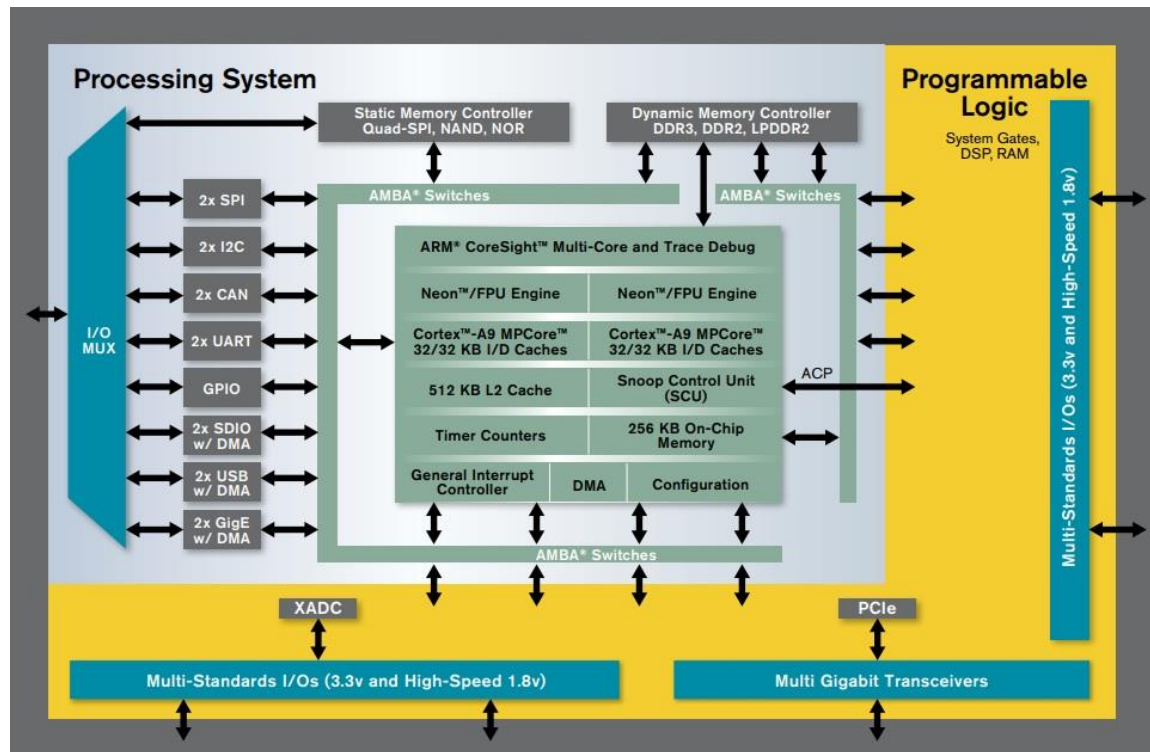 Processing System
Programmable
Logic
System Gates,
DSP, RAM
Static Memory Controller
Quad-SPI, NAND, NOR
Dynamic Memory Controller
DDR3, DDR2, LPDDR2
AMBA® Switches
AMBA® Switches
I/O
MUX
2x SPI
2x I2C
2x CAN
2x UART
GPIO
2x SDIO
w/ DMA
2x USB
w/ DMA
2x GigE
w/ DMA
ARM® CoreSight™ Multi-Core and Trace Debug
Neon™/FPU Engine
Neon™/FPU Engine
Cortex™-A9 MPCore™
32/32 KB I/D Caches
Cortex™-A9 MPCore™
32/32 KB I/D Caches
512 KB L2 Cache
Snoop Control Unit
(SCU)
ACP
Timer Counters
256 KB On-Chip
Memory
General Interrupt
Controller
DMA
Configuration
AMBA® Switches
Multi-Standards I/Os (3.3v and High-Speed 1.8v)
XADC
PCIe
Multi-Standards I/Os (3.3v and High-Speed 1.8v)
Multi Gigabit Transceivers